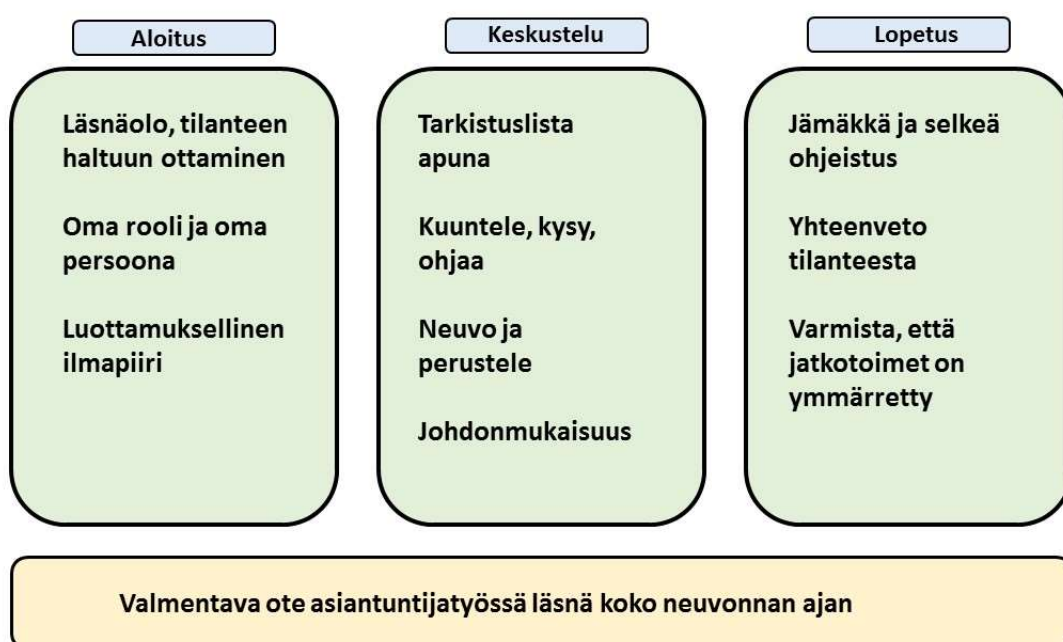 Aloitus
Läsnäolo, tilanteen
haltuun ottaminen
Oma rooli ja oma
persoona
Luottamuksellinen
ilmapiiri
Keskustelu
Tarkistuslista
apuna
Kuuntele, kysy,
ohjaa
Neuvo ja
perustele
Johdonmukaisuus
Lopetus
Jämäkkä ja selkeä
ohjeistus
Yhteenveto
tilanteesta
Varmista, että
jatkotoimet on
ymmärretty
Valmentava ote asiantuntijatyössä läsnä koko neuvonnan ajan